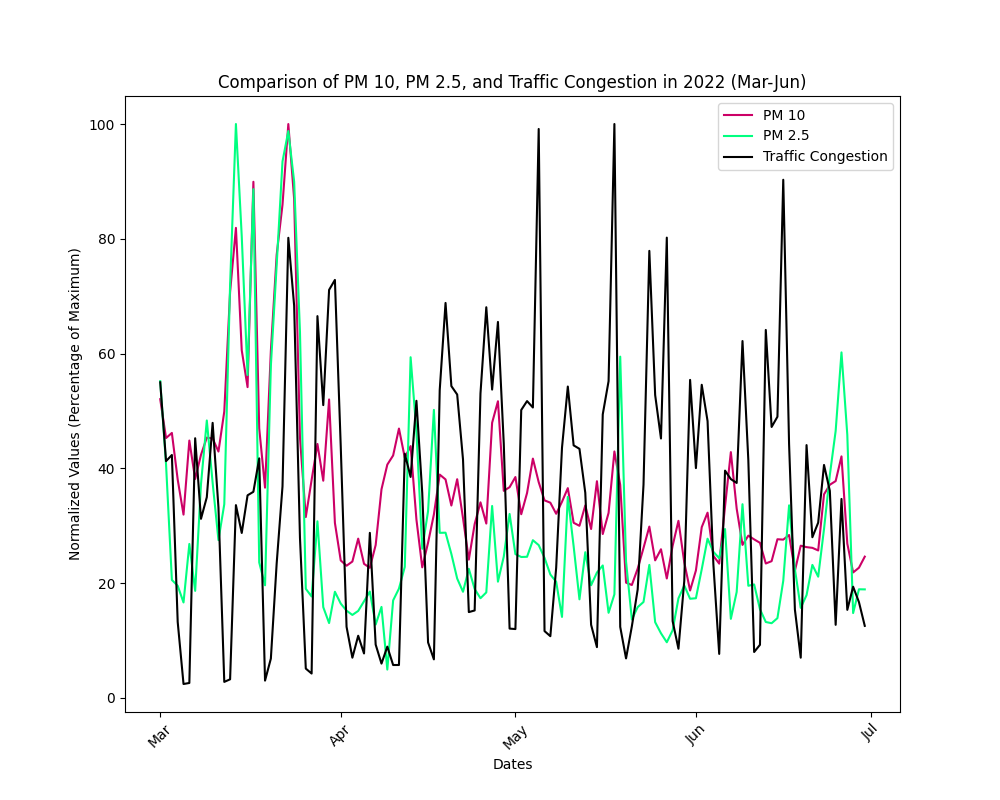 Comparison of PM 10, PM 2.5, and Traffic Congestion in 2022 (Mar-Jun)
PM 10
PM 2.5
Traffic Congestion
Normalized Values (Percentage of Maximum)
100
80
60
40
20
0
Mar
Apr
May
Jun
Jul
Dates